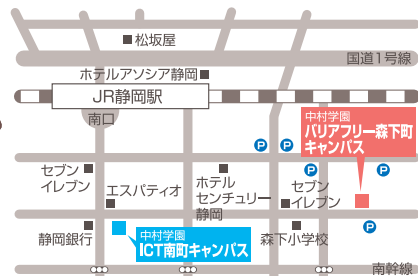 松坂屋
国道1号線
ホテルアソシア静岡
JR静岡駅
南口
中村学園
バリアフリー森下町
キャンパス
P
P
P
P
P
セブン
イレブン
エスパティオ
ホテル
センチュリー
静岡
セブン
イレブン
静岡銀行
中村学園
ICT南町キャンパス
森下小学校
南幹線